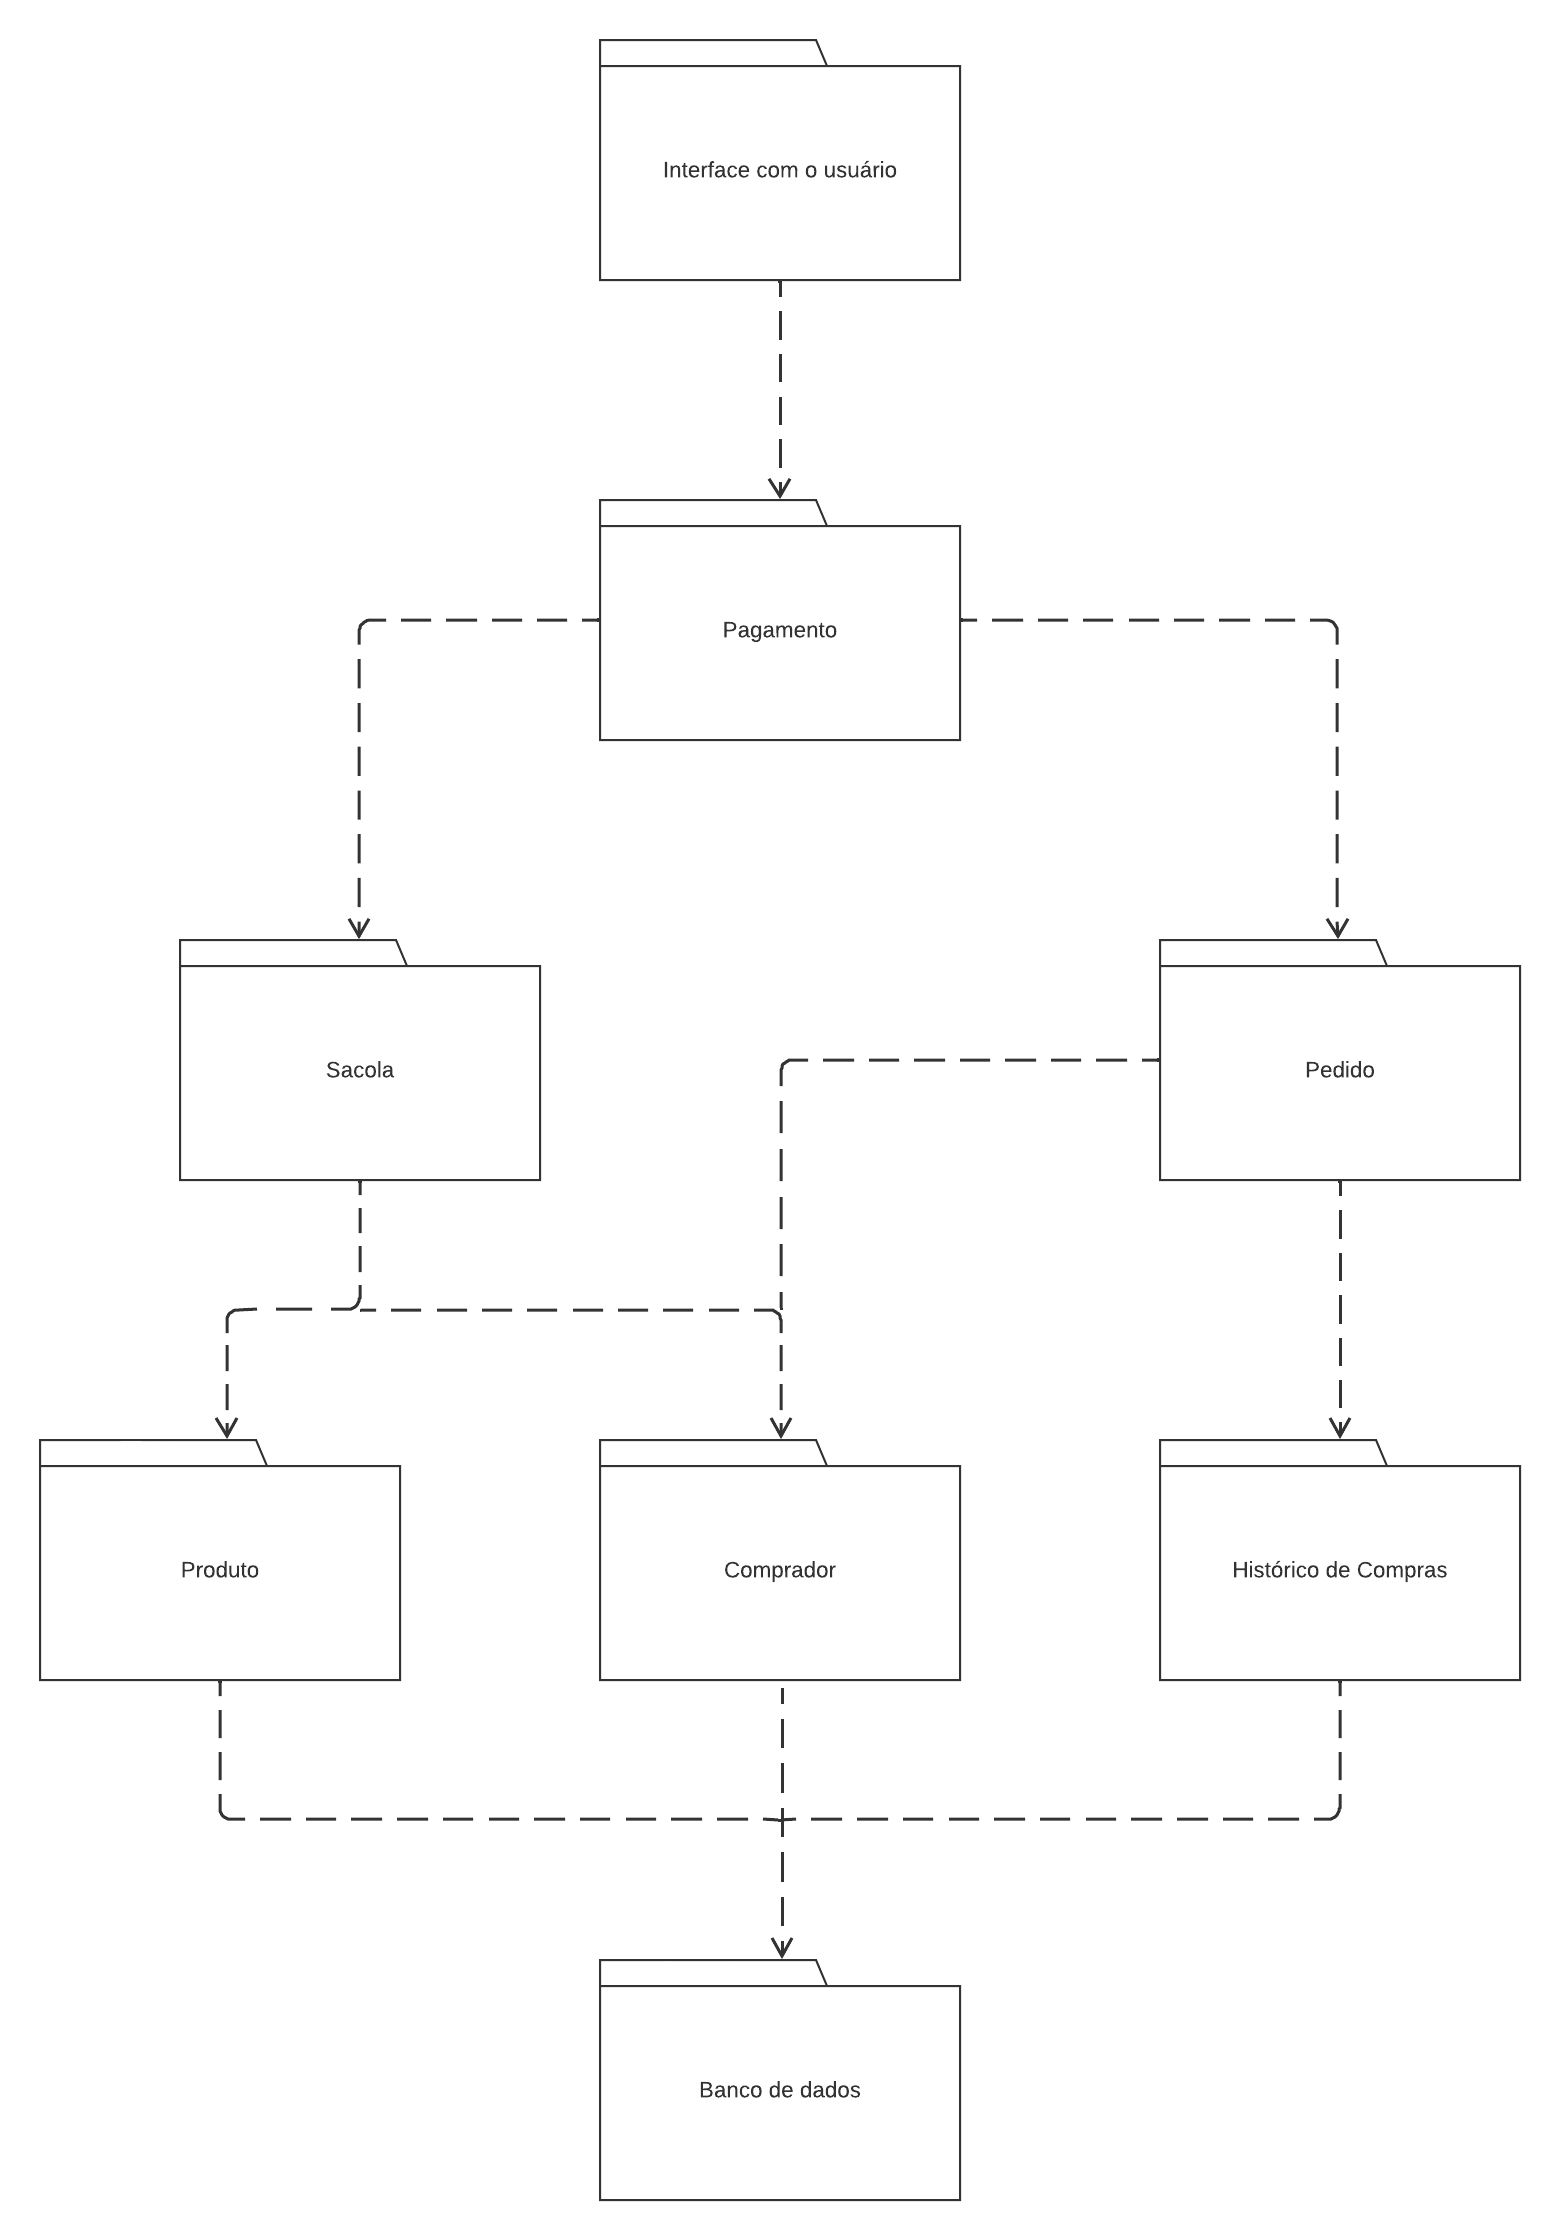 Interface com o usuário
Pagamento
Sacola
Pedido
Produto
Comprador
Histórico de Compras
Banco de dados